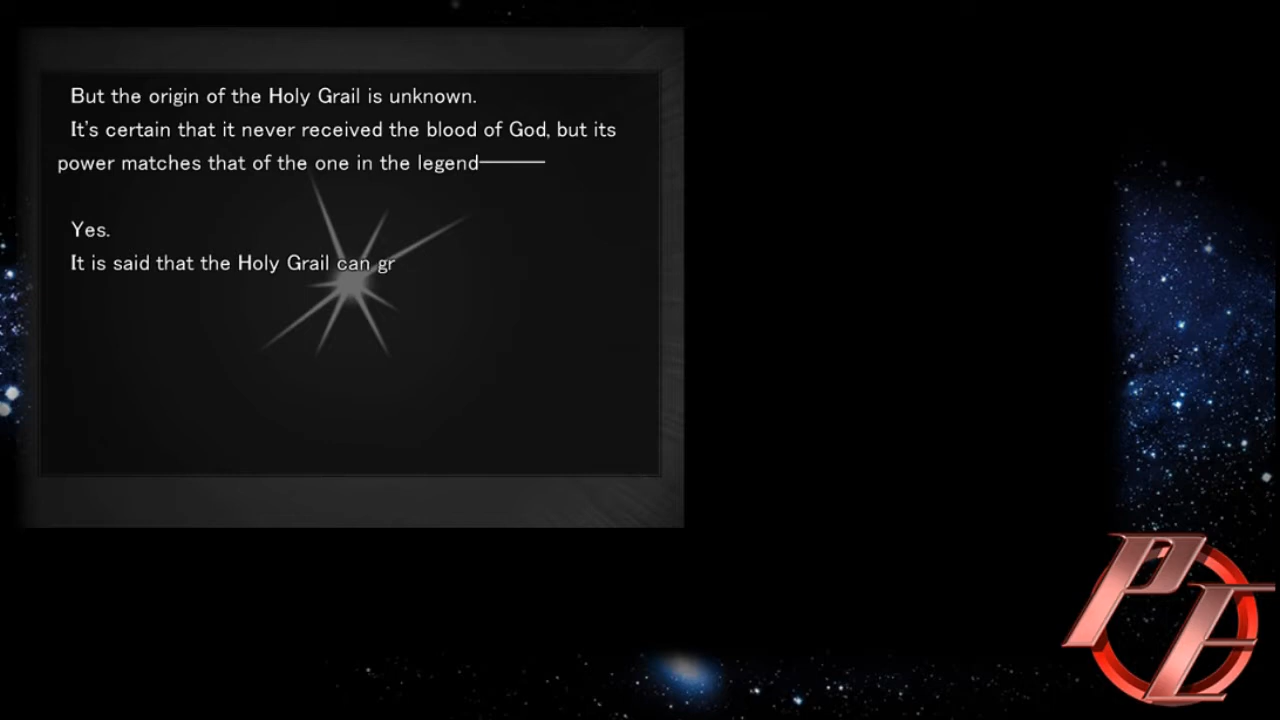 But the origin of the Holy Grail is unknown.
It's certain that it never received the blood of God, but its
power matches that of the one in the legend———
Yes.
It is said that the Holy Grail can gr
PE